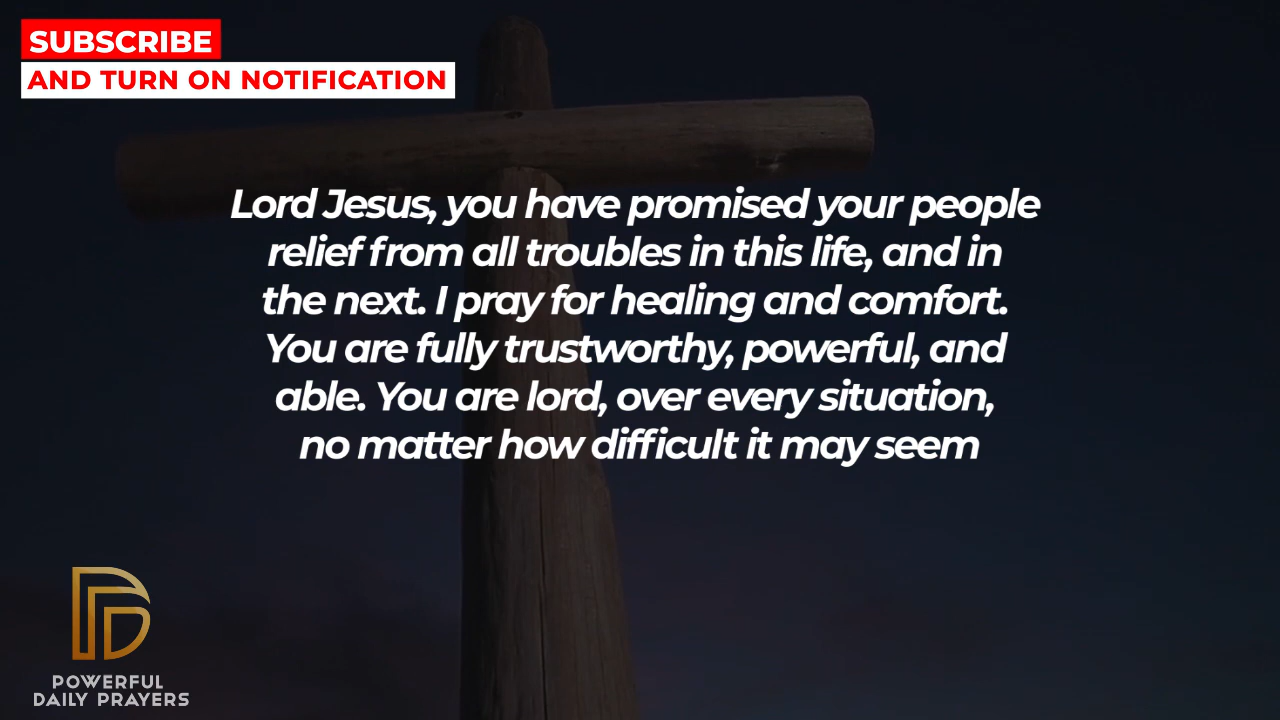 SUBSCRIBE
AND TURN ON NOTIFICATION
Lord Jesus, you have promised your people
relief from all troubles in this life, and in
the next. I pray for healing and comfort.
You are fully trustworthy, powerful, and
able. You are lord, over every situation,
no matter how difficult it may seem
POWERFUL
DAILY PRAYERS